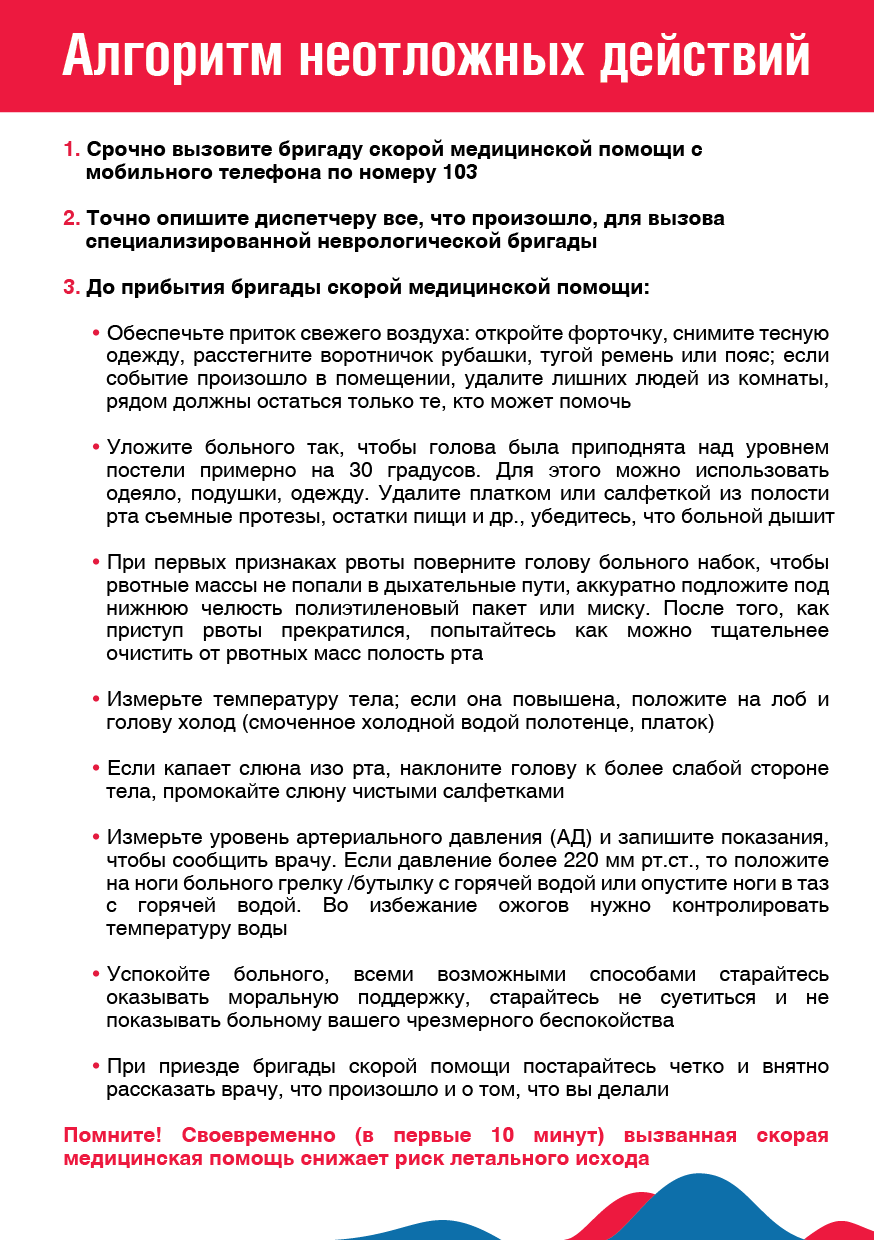 Алгоритм неотложных действий
1. Срочно вызовите бригаду скорой медицинской помощи с
мобильного телефона по номеру 103
2. Точно опишите диспетчеру все, что произошло, для вызова
специализированной неврологической бригады
3. До прибытия бригады скорой медицинской помощи:
• Обеспечьте приток свежего воздуха: откройте форточку, снимите тесную
одежду, расстегните воротничок рубашки, тугой ремень или пояс; если
событие произошло в помещении, удалите лишних людей из комнаты,
рядом должны остаться только те, кто может помочь
• Уложите больного так, чтобы голова была приподнята над уровнем
постели примерно на 30 градусов. Для этого можно использовать
одеяло, подушки, одежду. Удалите платком или салфеткой из полости
рта съемные протезы, остатки пищи и др., убедитесь, что больной дышит
• При первых признаках рвоты поверните голову больного набок, чтобы
рвотные массы не попали в дыхательные пути, аккуратно подложите под
нижнюю челюсть полиэтиленовый пакет или миску. После того, как
приступ рвоты прекратился, попытайтесь как можно тщательнее
очистить от рвотных масс полость рта
• Измерьте температуру тела; если она повышена, положите на лоб и
голову холод (смоченное холодной водой полотенце, платок)
• Если капает слюна изо рта, наклоните голову к более слабой стороне
тела, промокайте слюну чистыми салфетками
• Измерьте уровень артериального давления (АД) и запишите показания,
чтобы сообщить врачу. Если давление более 220 мм рт.ст., то положите
на ноги больного грелку /бутылку с горячей водой или опустите ноги в таз
с горячей водой. Во избежание ожогов нужно контролировать
температуру воды
• Успокойте больного, всеми возможными способами старайтесь
оказывать моральную поддержку, старайтесь не суетиться и не
показывать больному вашего чрезмерного беспокойства
• При приезде бригады скорой помощи постарайтесь четко и внятно
рассказать врачу, что произошло и о том, что вы делали
Помните! Своевременно (в первые 10 минут) вызванная скорая
медицинская помощь снижает риск летального исхода